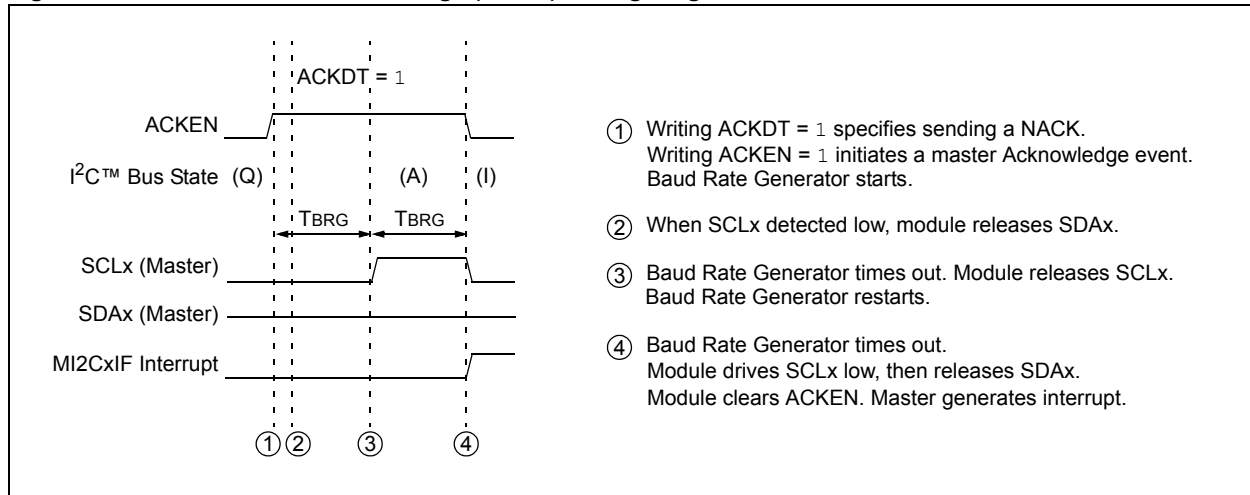 ACKDT = 1
ACKEN
I2C™ Bus State (Q) (A) (I)
TBRG TBRG
SCLx (Master)
SDAx (Master)
MI2CxIF Interrupt
1 2 3 4
1 Writing ACKDT = 1 specifies sending a NACK.
Writing ACKEN = 1 initiates a master Acknowledge event.
Baud Rate Generator starts.
2 When SCLx detected low, module releases SDAx.
3 Baud Rate Generator times out. Module releases SCLx.
Baud Rate Generator restarts.
4 Baud Rate Generator times out.
Module drives SCLx low, then releases SDAx.
Module clears ACKEN. Master generates interrupt.